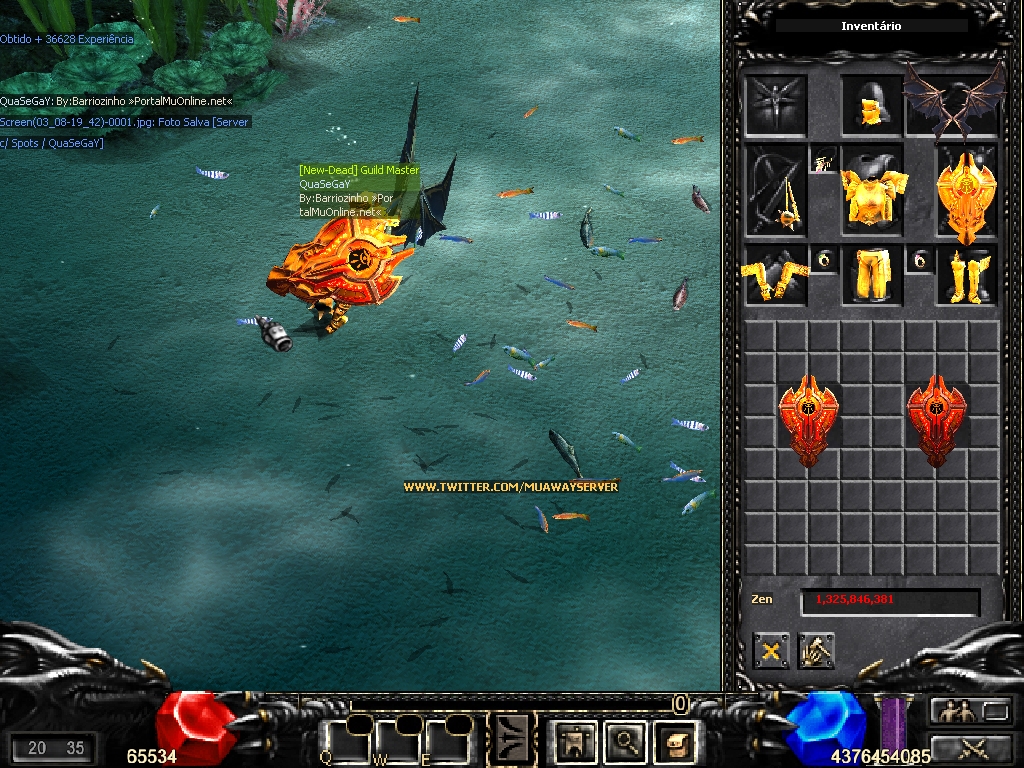 Inventário
Obtido + 36628 Experiência
QuaSeGaY: By:Barriozinho »PortalMuOnline.net«
Screen(03_08-19_42)-0001.jpg: Foto Salva [Server
c/ Spots / QuaSeGaY]
[New-Dead] Guild Master
QuaSeGaY
By:Barriozinho »Por
talMuOnline.net«
WWW.TWITTER.COM/MUAWAYSERVER
Zen 1,325,846,381
0
20 35
65534
Q W E
4376454085